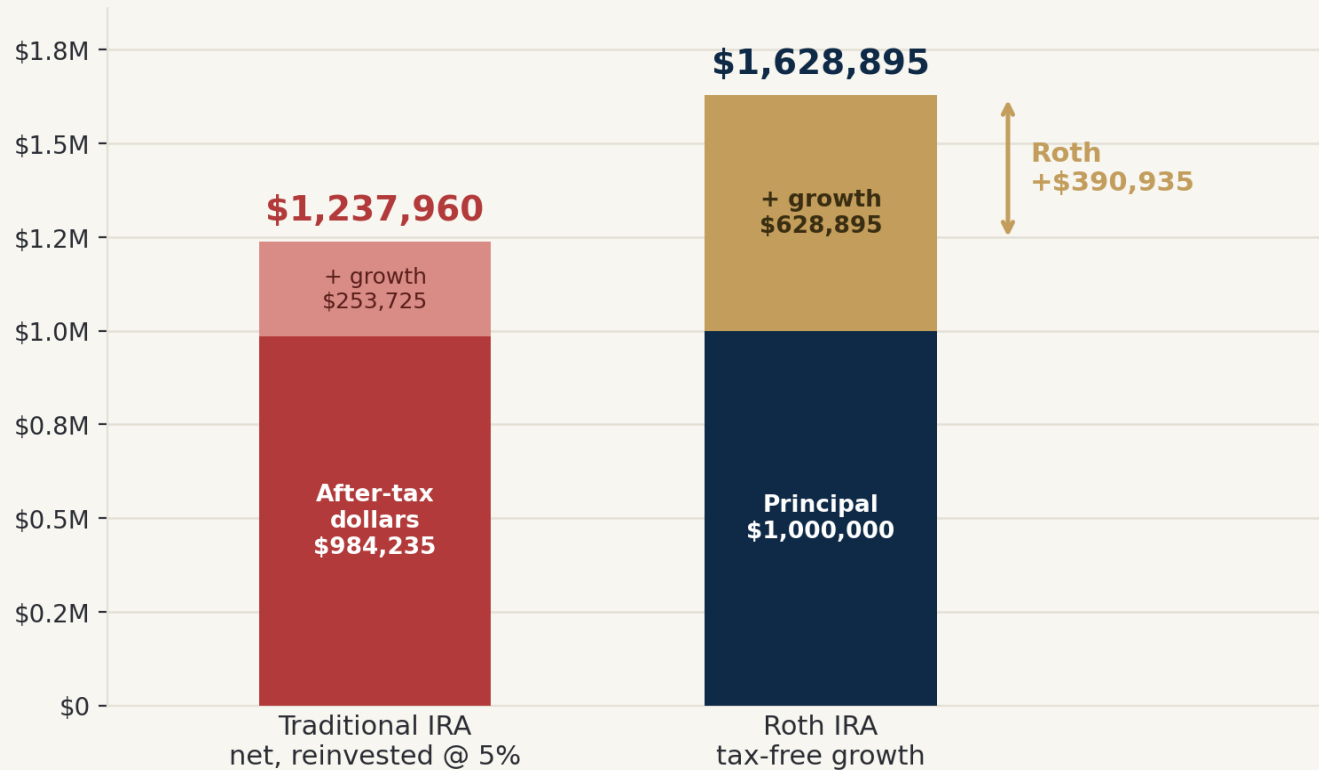 $1.8M
$1.5M
$1.2M
$1.0M
$0.8M
$0.5M
$0.2M
$0
$1,237,960
+ growth
$253,725
After-tax
dollars
$984,235
Traditional IRA
net, reinvested @ 5%
$1,628,895
+ growth
$628,895
Principal
$1,000,000
Roth IRA
tax-free growth
Roth
+$390,935